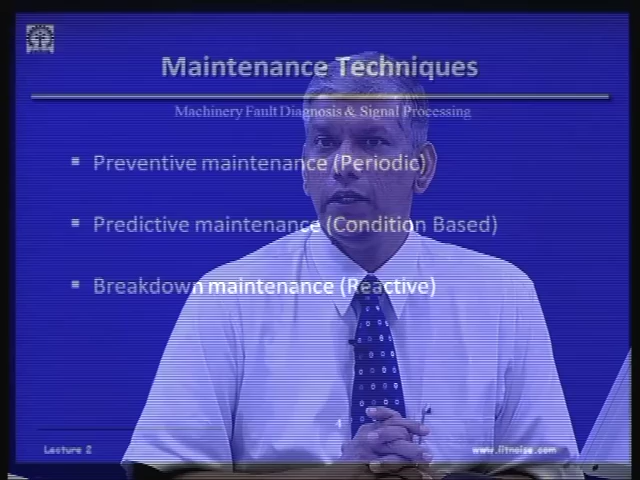 Maintenance Techniques
Machinery Fault Diagnosis & Signal Processing
▪ Preventive maintenance (Periodic)
▪ Predictive maintenance (Condition Based)
▪ Breakdown maintenance (Reactive)
4
Lecture 2
www.iitnoise.com